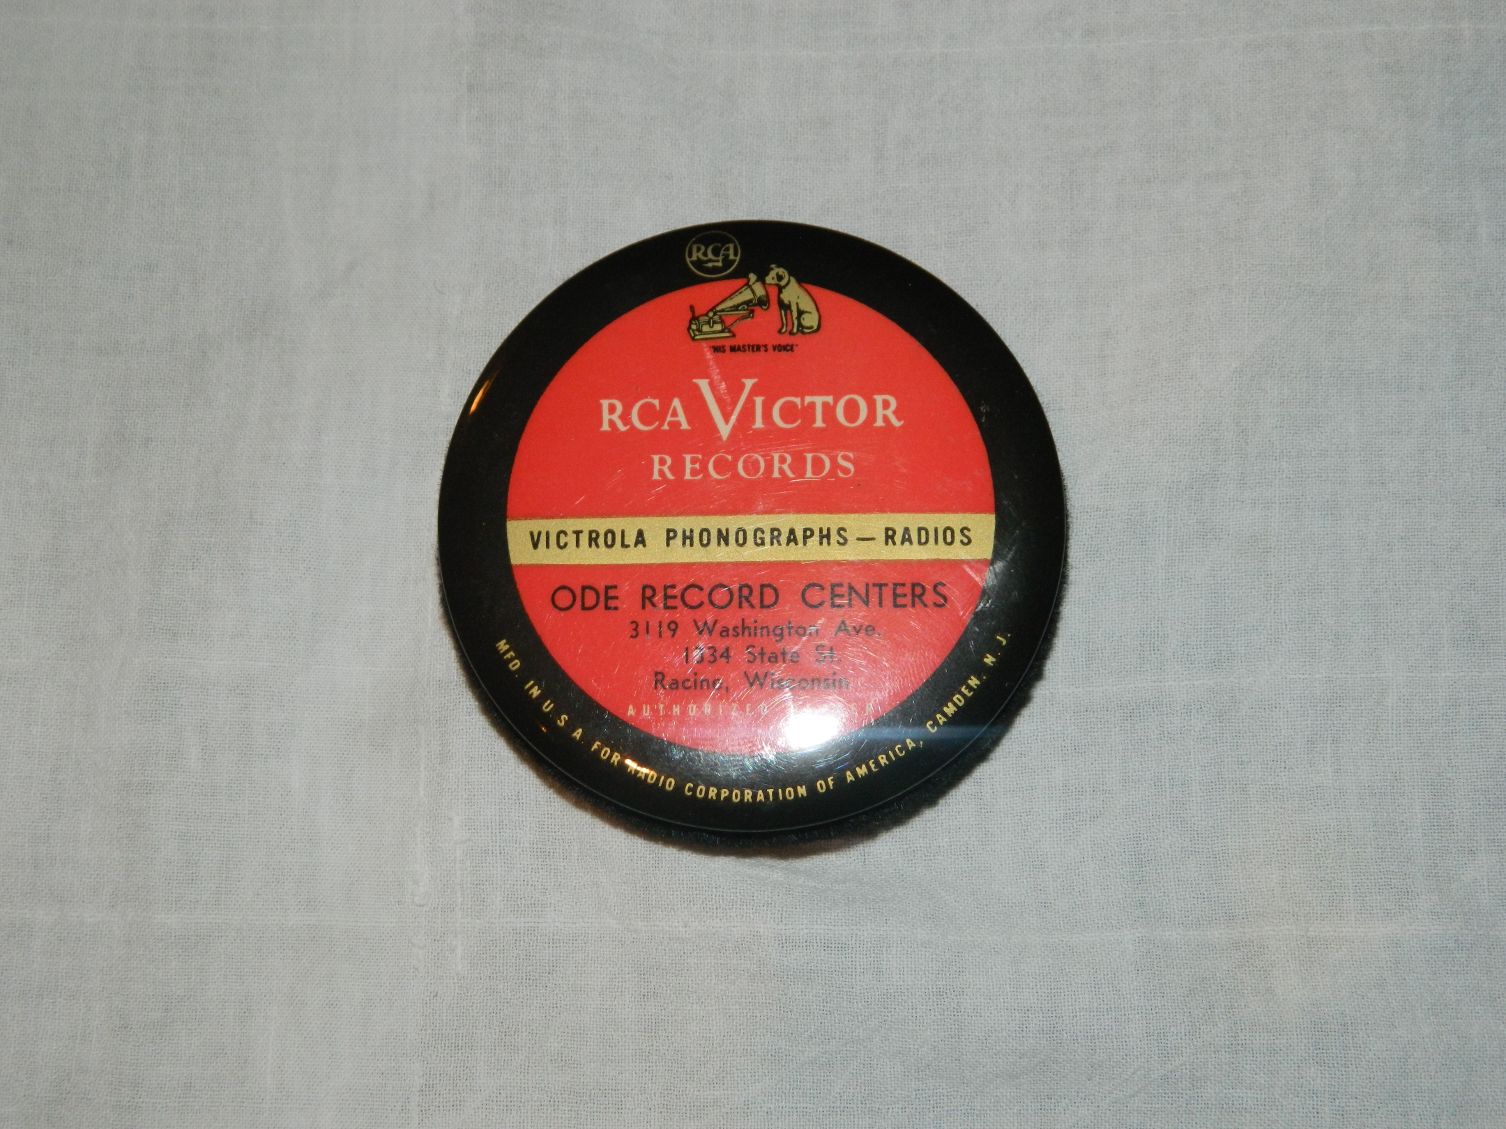 RCA
"HIS MASTER'S VOICE"
RCA VICTOR
RECORDS
VICTROLA PHONOGRAPHS — RADIOS
ODE RECORD CENTERS
3119 Washington Ave.
State St.
Racine, Wisconsin
AUTHORIZED
MFD. IN U.S.A. FOR RADIO CORPORATION OF AMERICA, CAMDEN, N. J.